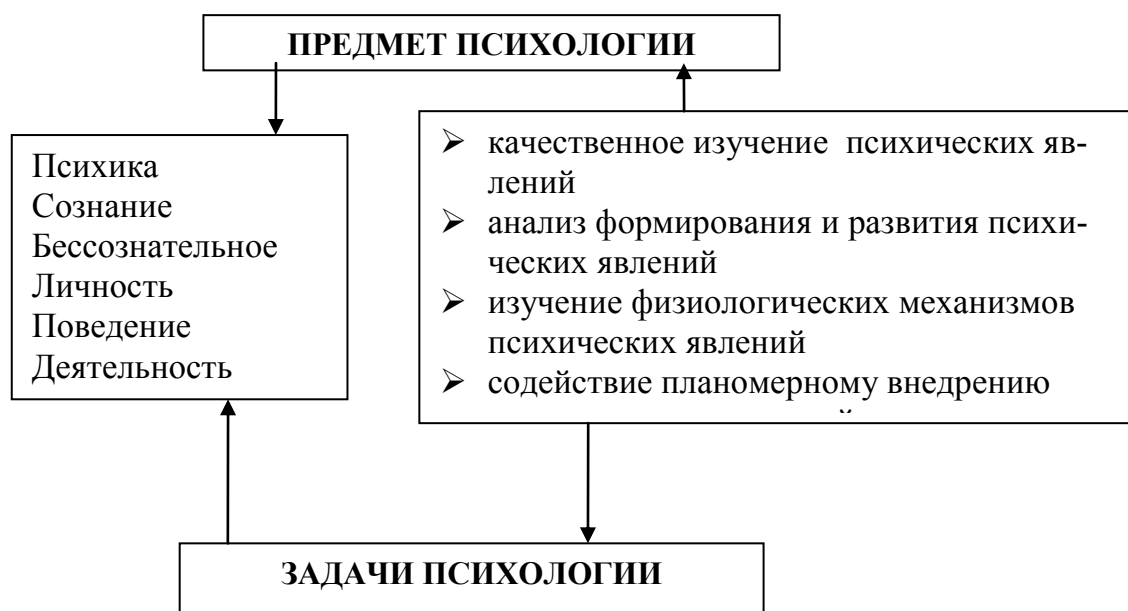 ПРЕДМЕТ ПСИХОЛОГИИ
Психика
Сознание
Бессознательное
Личность
Поведение
Деятельность
➢ качественное изучение психических яв-
лений
➢ анализ формирования и развития психи-
ческих явлений
➢ изучение физиологических механизмов
психических явлений
➢ содействие планомерному внедрению
ЗАДАЧИ ПСИХОЛОГИИ